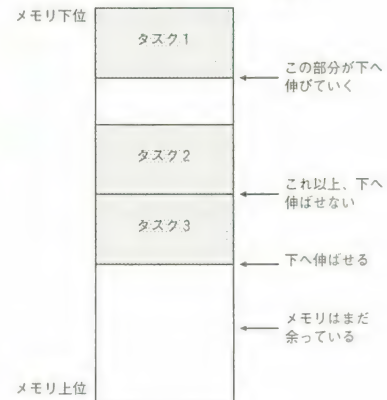 メモリ下位
タスク1
この部分が下へ
伸びていく
タスク2
これ以上、下へ
伸ばせない
タスク3
下へ伸ばせる
メモリはまだ
余っている
メモリ上位